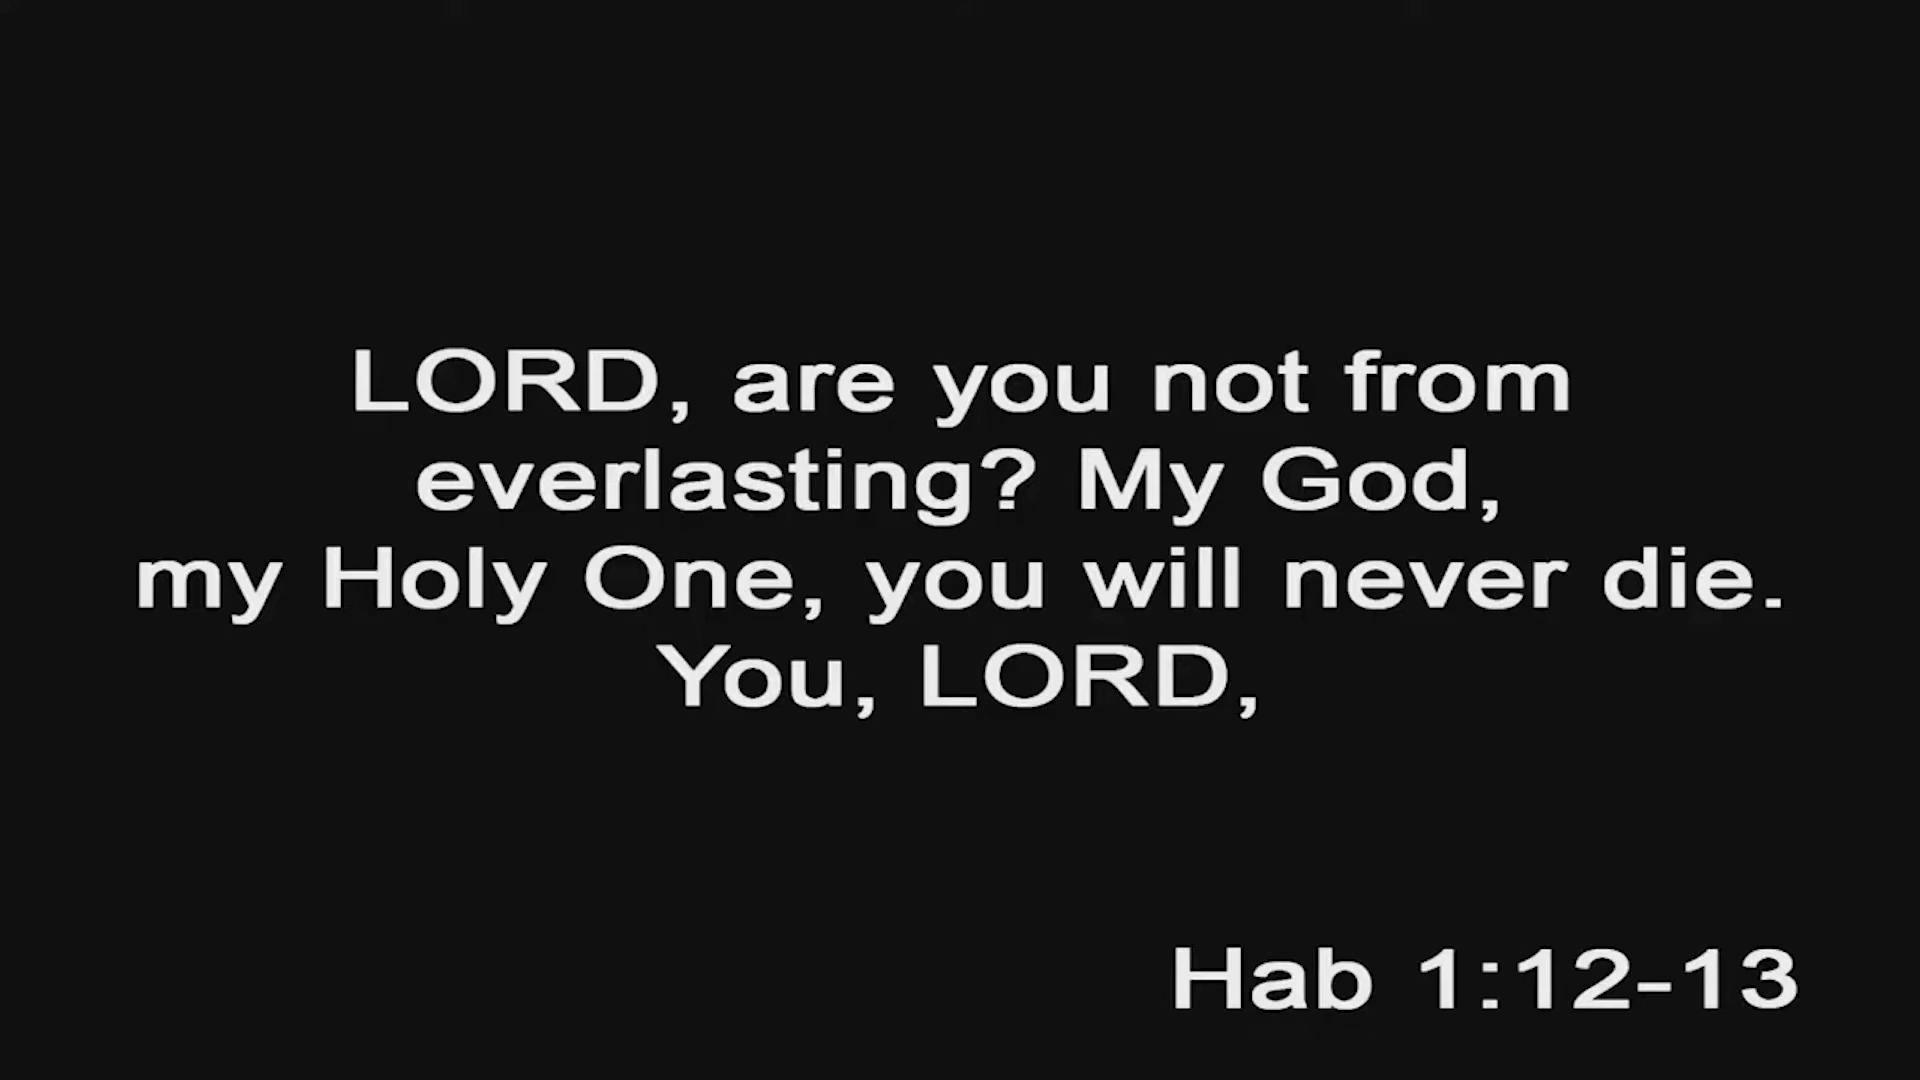 LORD, are you not from
everlasting? My God,
my Holy One, you will never die.
You, LORD,
Hab 1:12-13